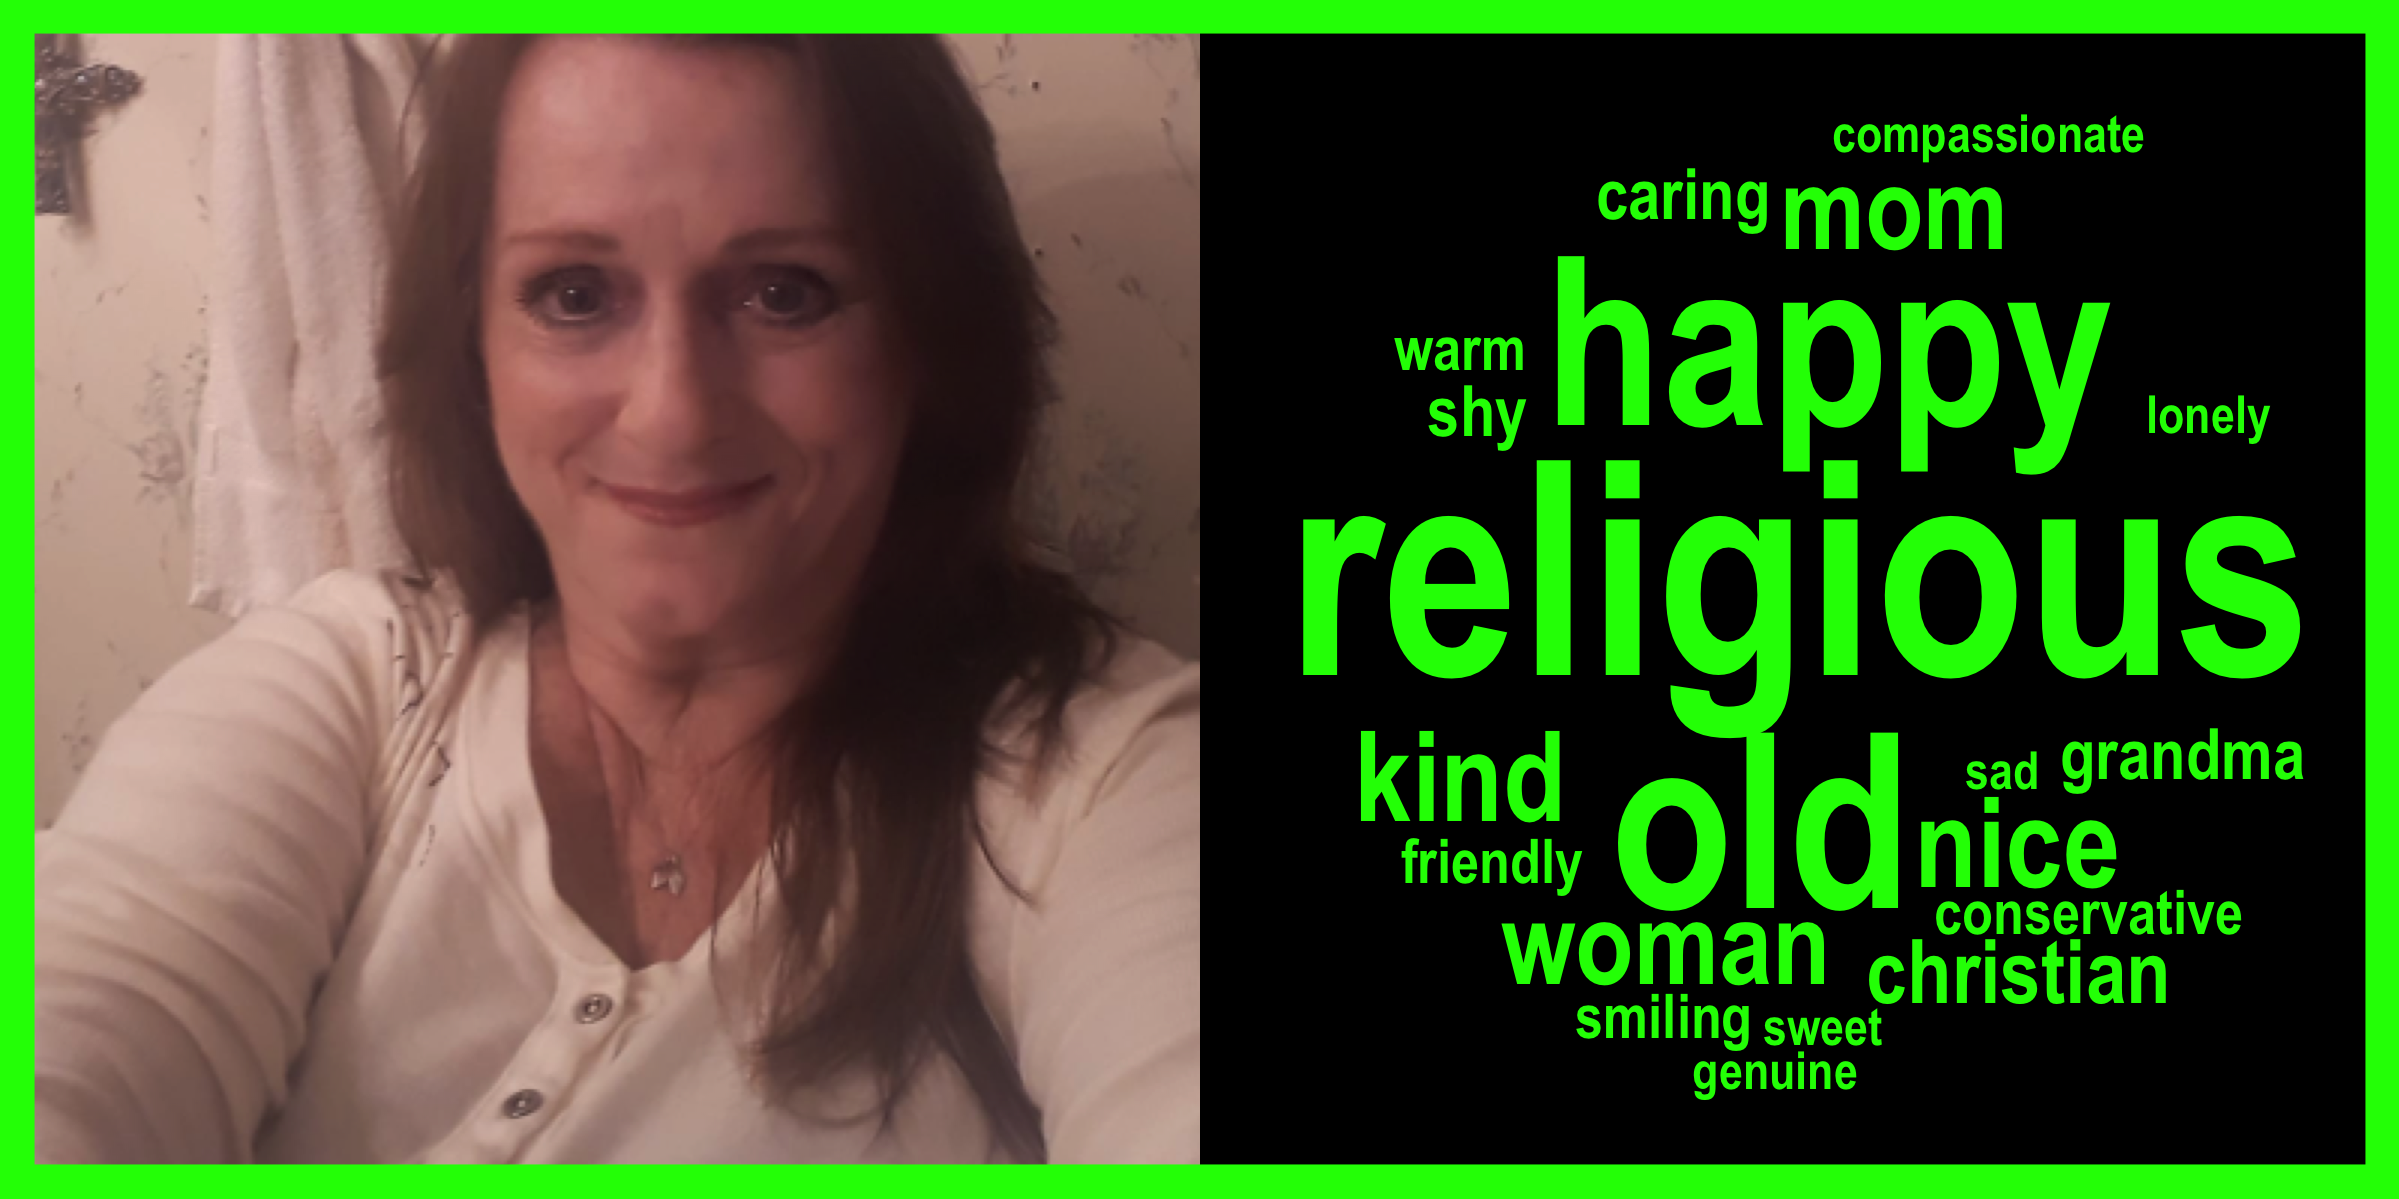 compassionate
caring mom
happy
warm
shy
lonely
religious
kind
old
sad grandma
friendly
nice
conservative
woman
christian
smiling sweet
genuine